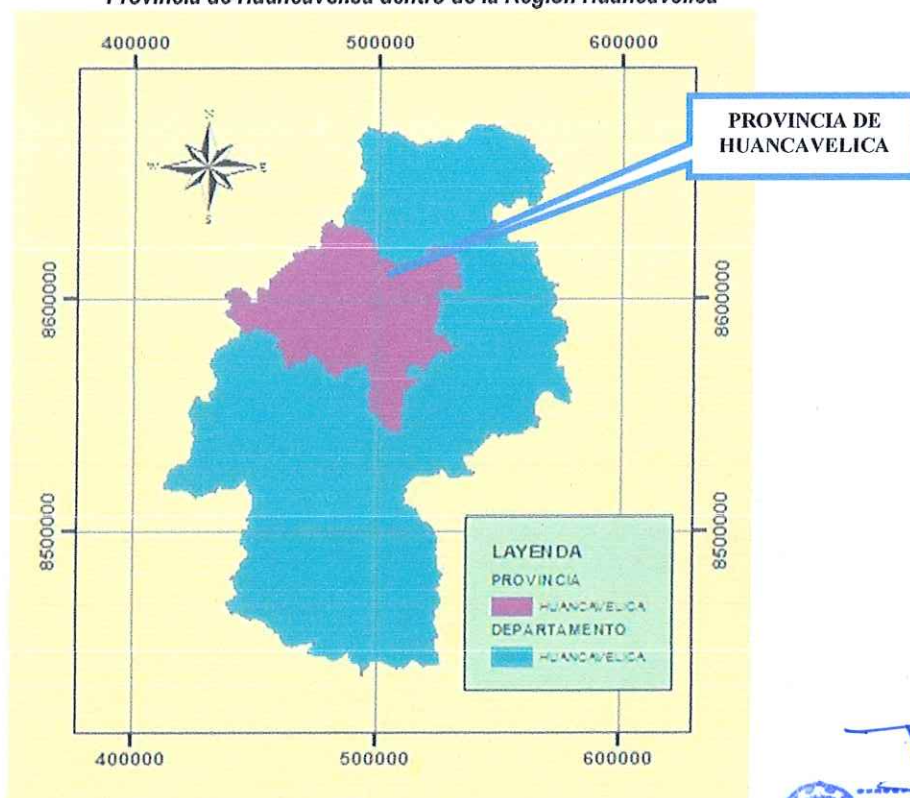 Provincia de Huancavelica dentro de la Región Huancavelica
400000 500000 600000
N
W E
S
PROVINCIA DE
HUANCAVELICA
8600000 8600000
8500000 8500000
LAYENDA
PROVINCIA
HUANCAVELICA
DEPARTAMENTO
HUANCAVELICA
400000 500000 600000